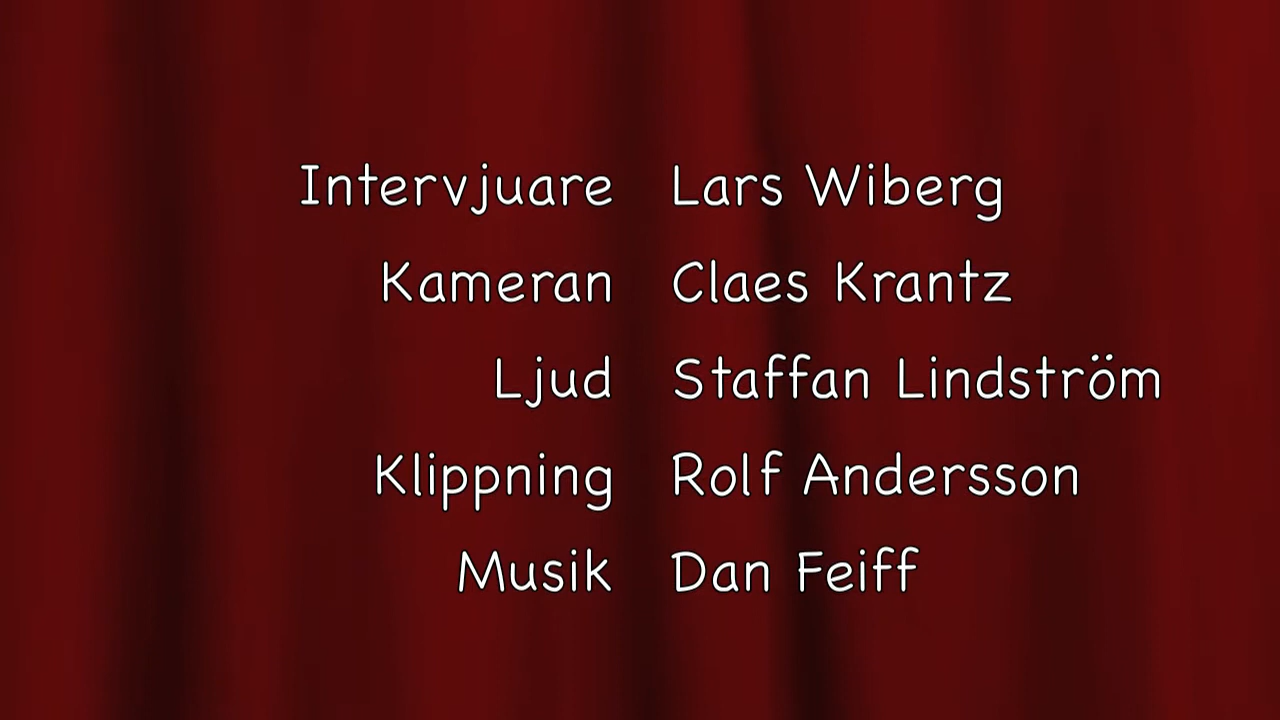 Intervjuare Lars Wiberg
Kameran Claes Krantz
Ljud Staffan Lindström
Klippning Rolf Andersson
Musik Dan Feiff